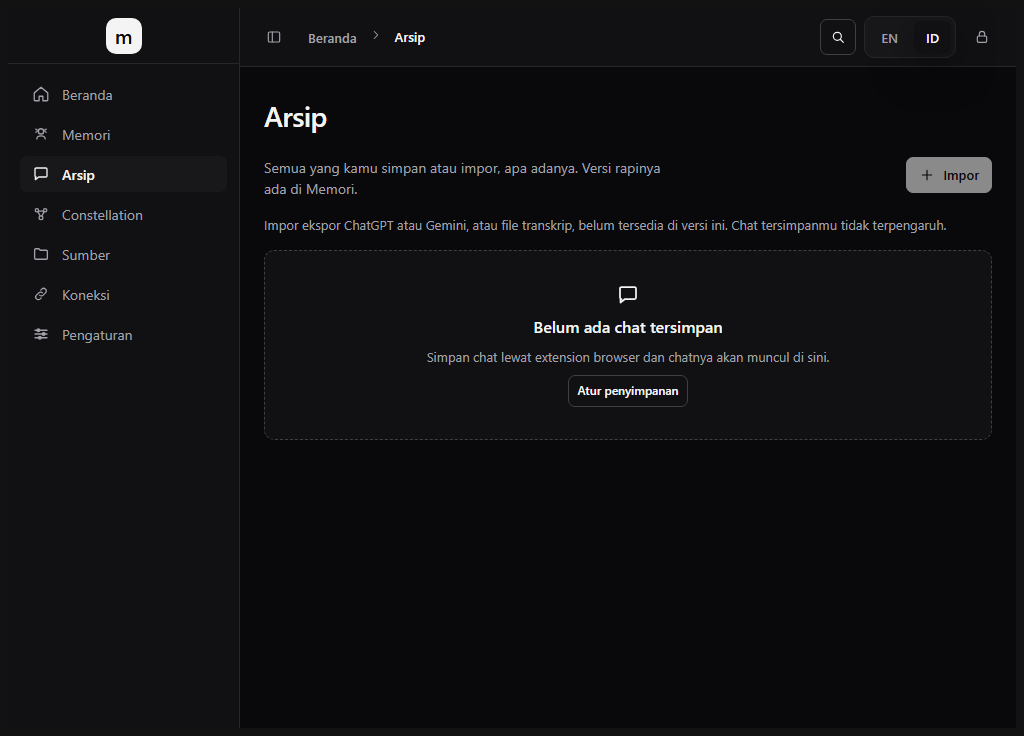 m
Beranda
Arsip
EN
ID
Beranda
Memori
Arsip
Constellation
Sumber
Koneksi
Pengaturan
Arsip
Semua yang kamu simpan atau impor, apa adanya. Versi rapinya
ada di Memori.
Impor
Impor ekspor ChatGPT atau Gemini, atau file transkrip, belum tersedia di versi ini. Chat tersimpanmu tidak terpengaruh.
Belum ada chat tersimpan
Simpan chat lewat extension browser dan chatnya akan muncul di sini.
Atur penyimpanan